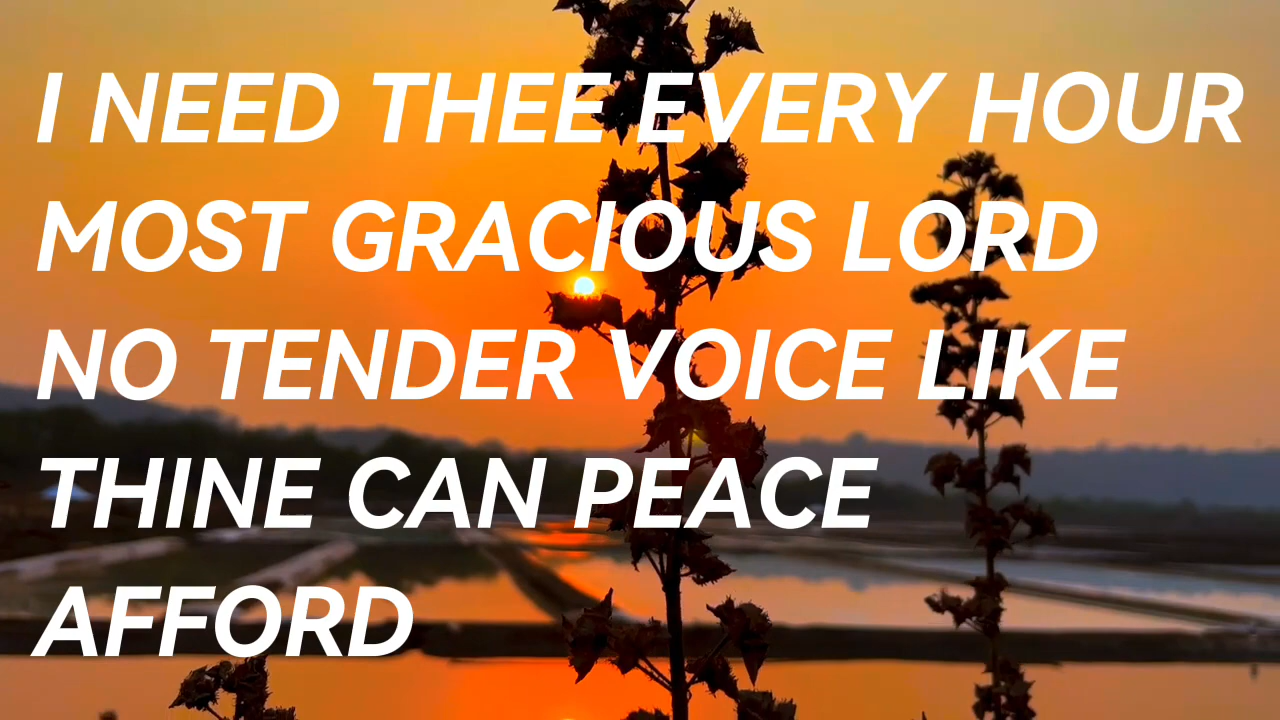 I NEED THEE EVERY HOUR
MOST GRACIOUS LORD
NO TENDER VOICE LIKE
THINE CAN PEACE
AFFORD